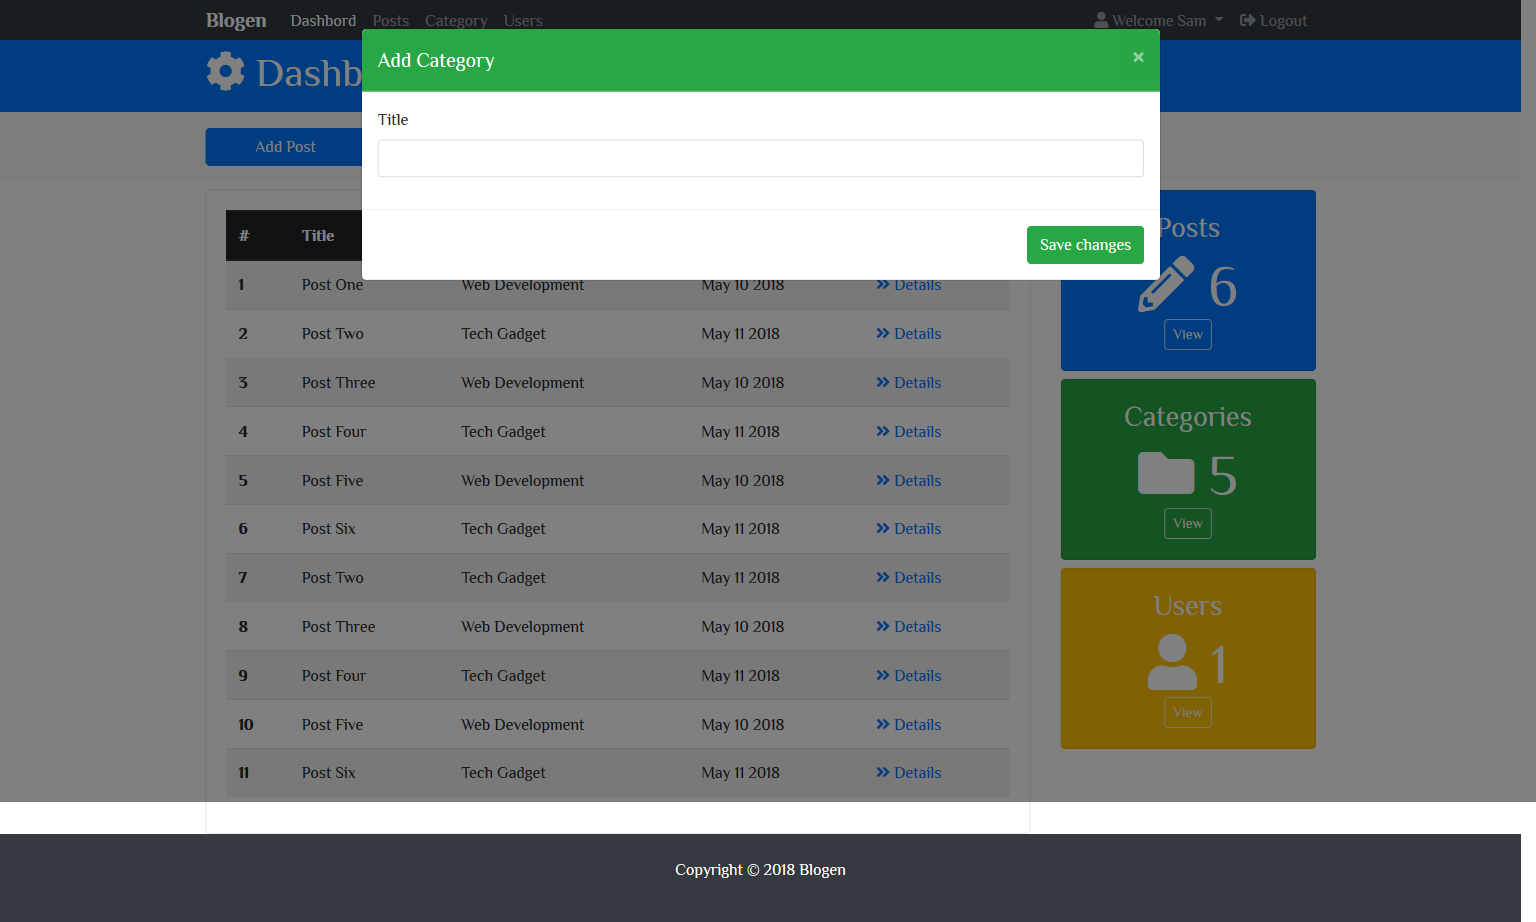 Blogen Dashbord Posts Category Users Welcome Sam Logout
Dashb
Add Category ×
Title
Save changes
Add Post
# Title
1 Post One Web Development May 10 2018 Details
2 Post Two Tech Gadget May 11 2018 Details
3 Post Three Web Development May 10 2018 Details
4 Post Four Tech Gadget May 11 2018 Details
5 Post Five Web Development May 10 2018 Details
6 Post Six Tech Gadget May 11 2018 Details
7 Post Two Tech Gadget May 11 2018 Details
8 Post Three Web Development May 10 2018 Details
9 Post Four Tech Gadget May 11 2018 Details
10 Post Five Web Development May 10 2018 Details
11 Post Six Tech Gadget May 11 2018 Details
Posts
6
View
Categories
5
View
Users
1
View
Copyright © 2018 Blogen